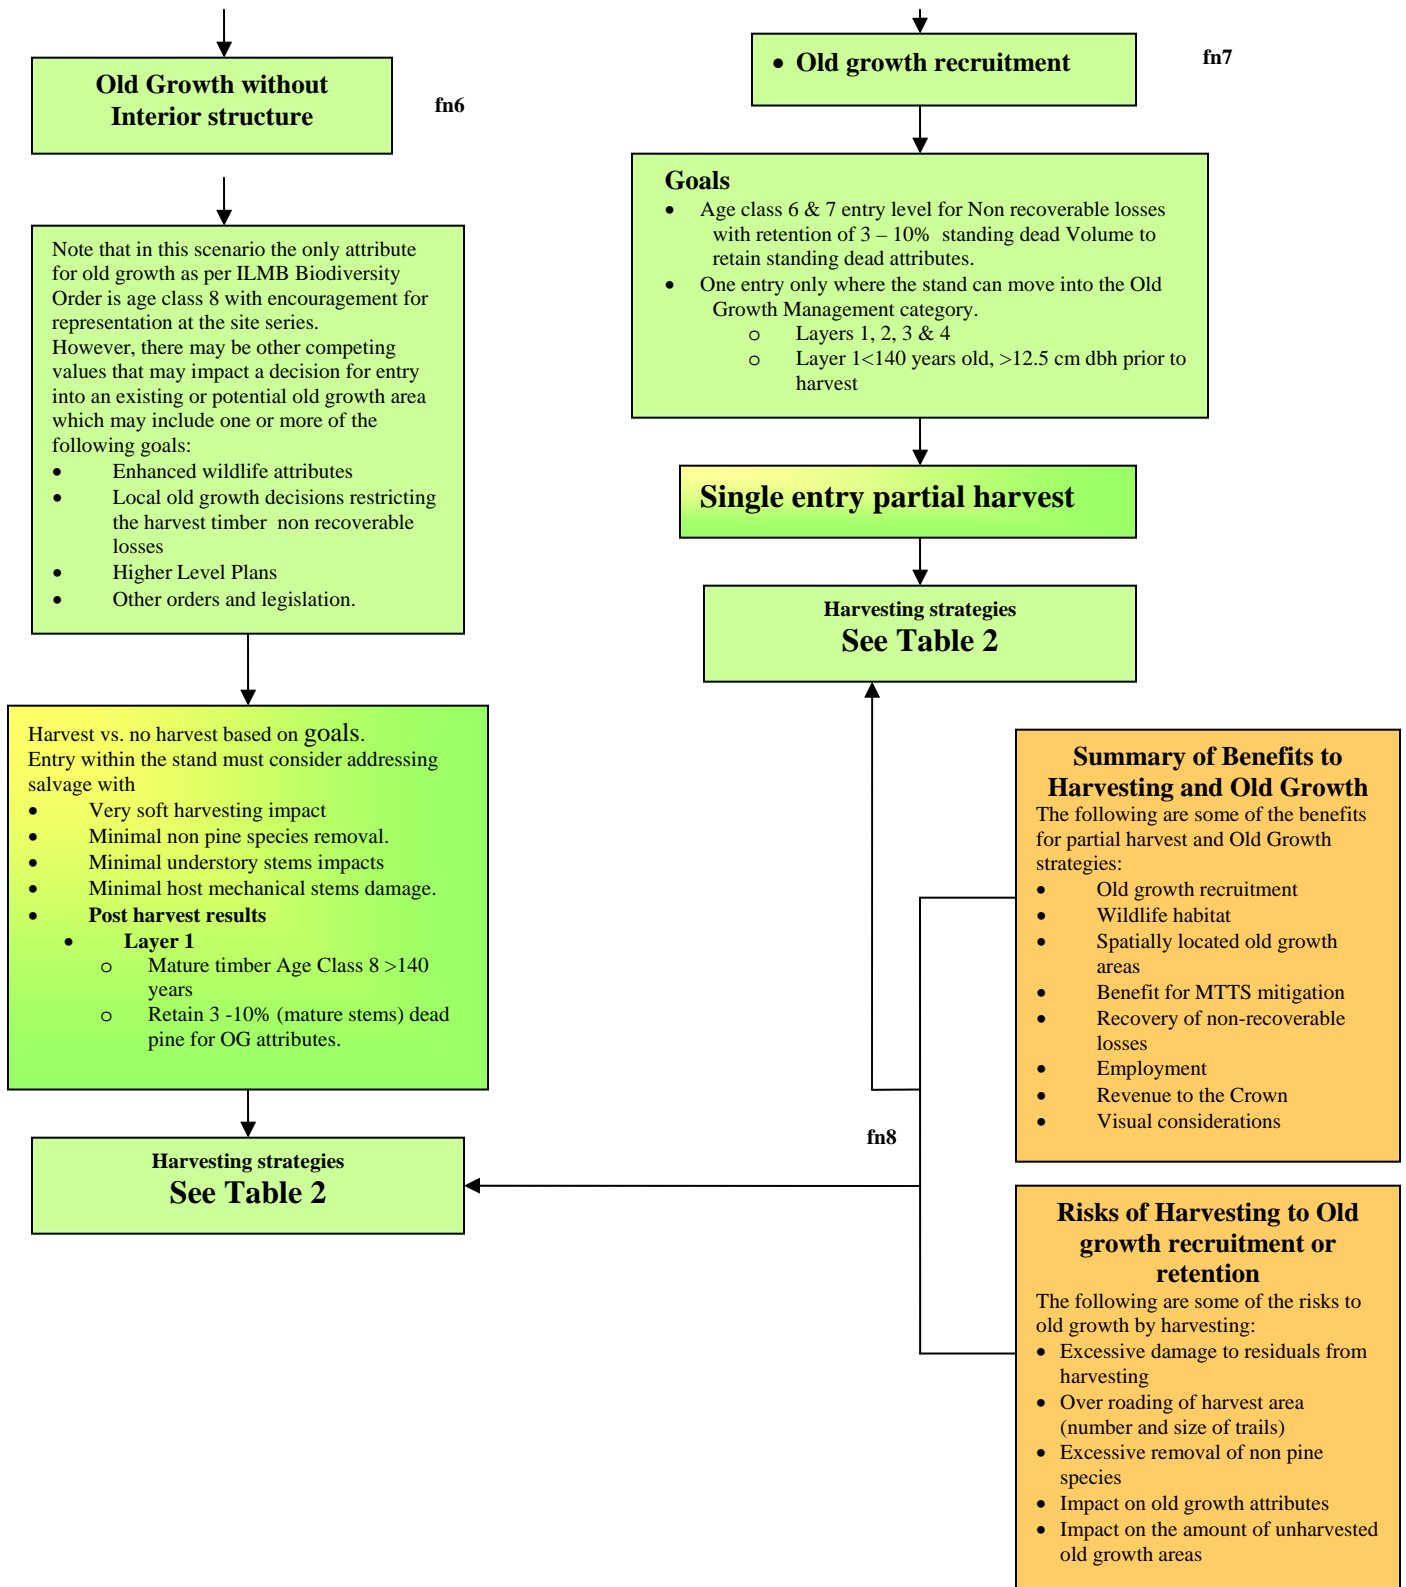 Old Growth without
Interior structure
fn6
Note that in this scenario the only attribute
for old growth as per ILMB Biodiversity
Order is age class 8 with encouragement for
representation at the site series.
However, there may be other competing
values that may impact a decision for entry
into an existing or potential old growth area
which may include one or more of the
following goals:
• Enhanced wildlife attributes
• Local old growth decisions restricting
the harvest timber non recoverable
losses
• Higher Level Plans
• Other orders and legislation.
Harvest vs. no harvest based on goals.
Entry within the stand must consider addressing
salvage with
• Very soft harvesting impact
• Minimal non pine species removal.
• Minimal understory stems impacts
• Minimal host mechanical stems damage.
• Post harvest results
• Layer 1
o Mature timber Age Class 8 >140
years
o Retain 3 -10% (mature stems) dead
pine for OG attributes.
Harvesting strategies
See Table 2
• Old growth recruitment
fn7
Goals
• Age class 6 & 7 entry level for Non recoverable losses
with retention of 3 – 10% standing dead Volume to
retain standing dead attributes.
• One entry only where the stand can move into the Old
Growth Management category.
o Layers 1, 2, 3 & 4
o Layer 1<140 years old, >12.5 cm dbh prior to
harvest
Single entry partial harvest
Harvesting strategies
See Table 2
fn8
Summary of Benefits to
Harvesting and Old Growth
The following are some of the benefits
for partial harvest and Old Growth
strategies:
• Old growth recruitment
• Wildlife habitat
• Spatially located old growth
areas
• Benefit for MTTS mitigation
• Recovery of non-recoverable
losses
• Employment
• Revenue to the Crown
• Visual considerations
Risks of Harvesting to Old
growth recruitment or
retention
The following are some of the risks to
old growth by harvesting:
• Excessive damage to residuals from
harvesting
• Over roading of harvest area
(number and size of trails)
• Excessive removal of non pine
species
• Impact on old growth attributes
• Impact on the amount of unharvested
old growth areas